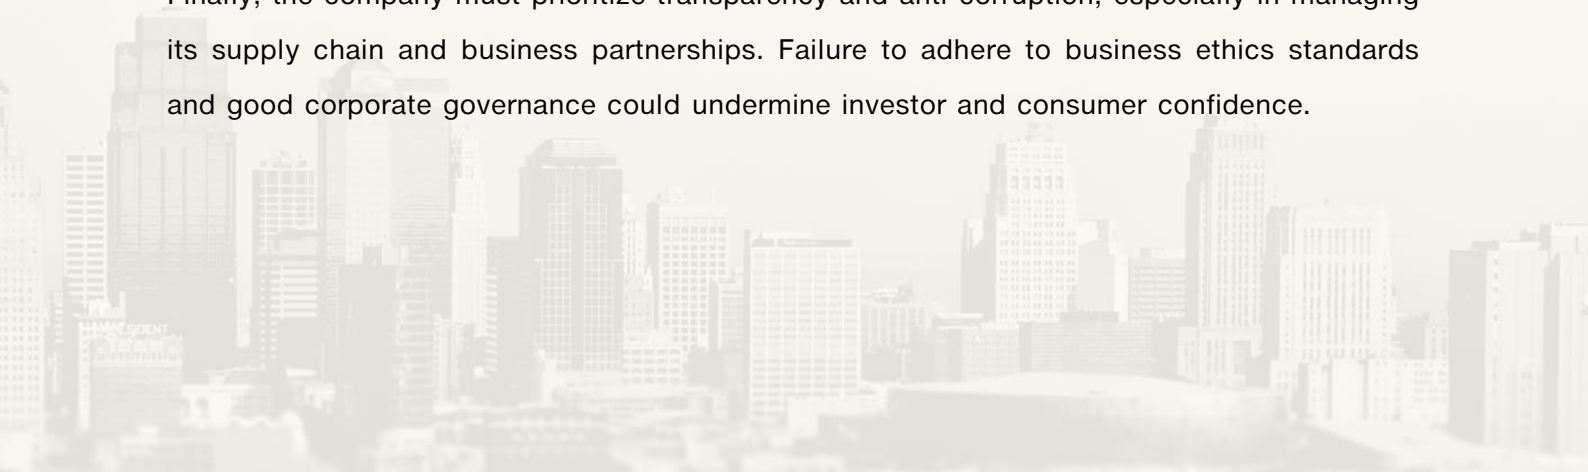 Finally, the company must prioritize transparency and anti-corruption, especially in managing
its supply chain and business partnerships. Failure to adhere to business ethics standards
and good corporate governance could undermine investor and consumer confidence.